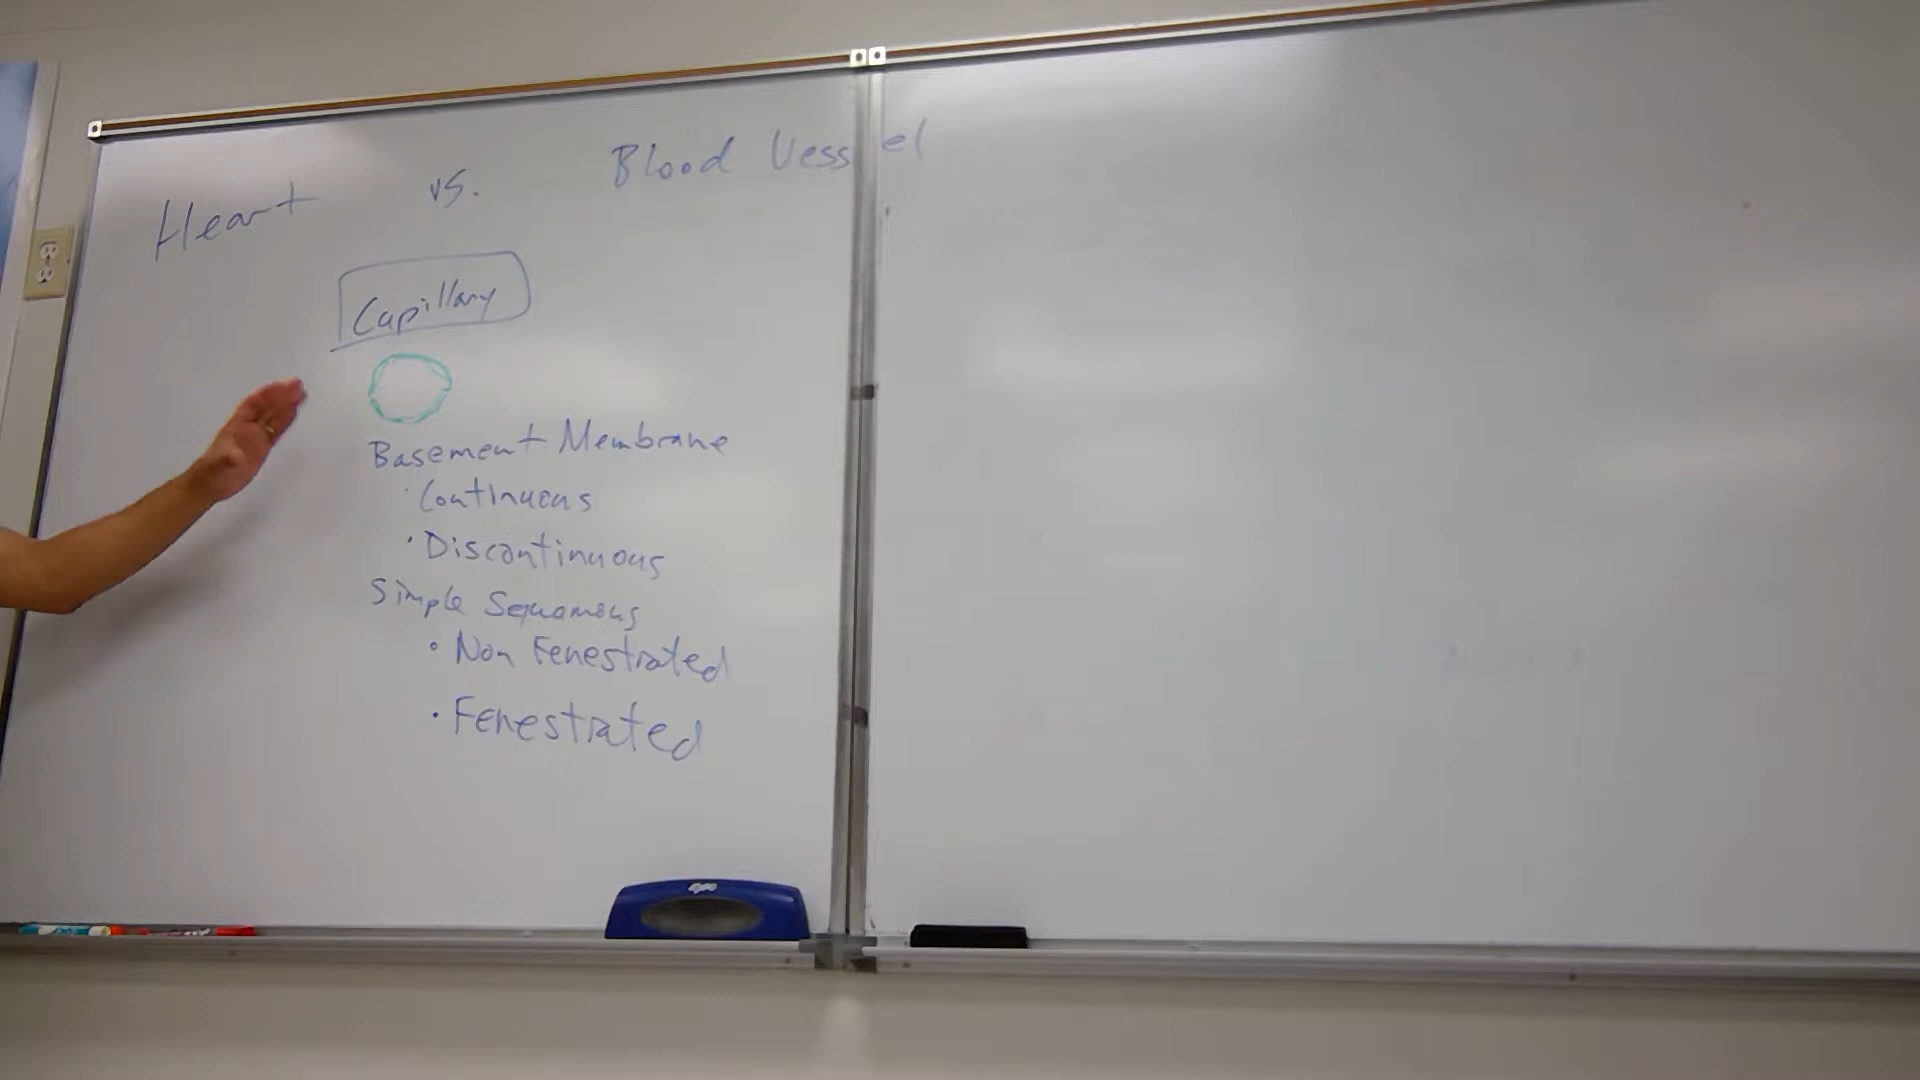 Heart vs. Blood Vessel
Capillary
Basement Membrane
· Continuous
· Discontinuous
Simple Squamous
• Non Fenestrated
• Fenestrated